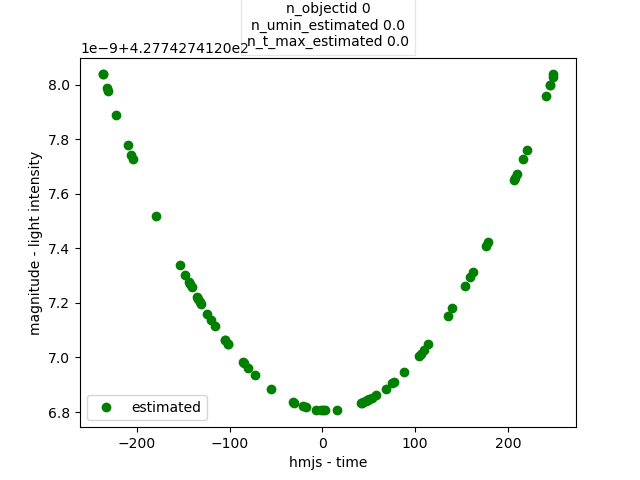 n_objectid 0
n_umin_estimated 0.0
n_t_max_estimated 0.0
1e−9+4.2774274120e2
8.0
7.8
7.6
7.4
7.2
7.0
6.8
magnitude - light intensity
estimated
−200
−100
0
100
200
hmjs - time